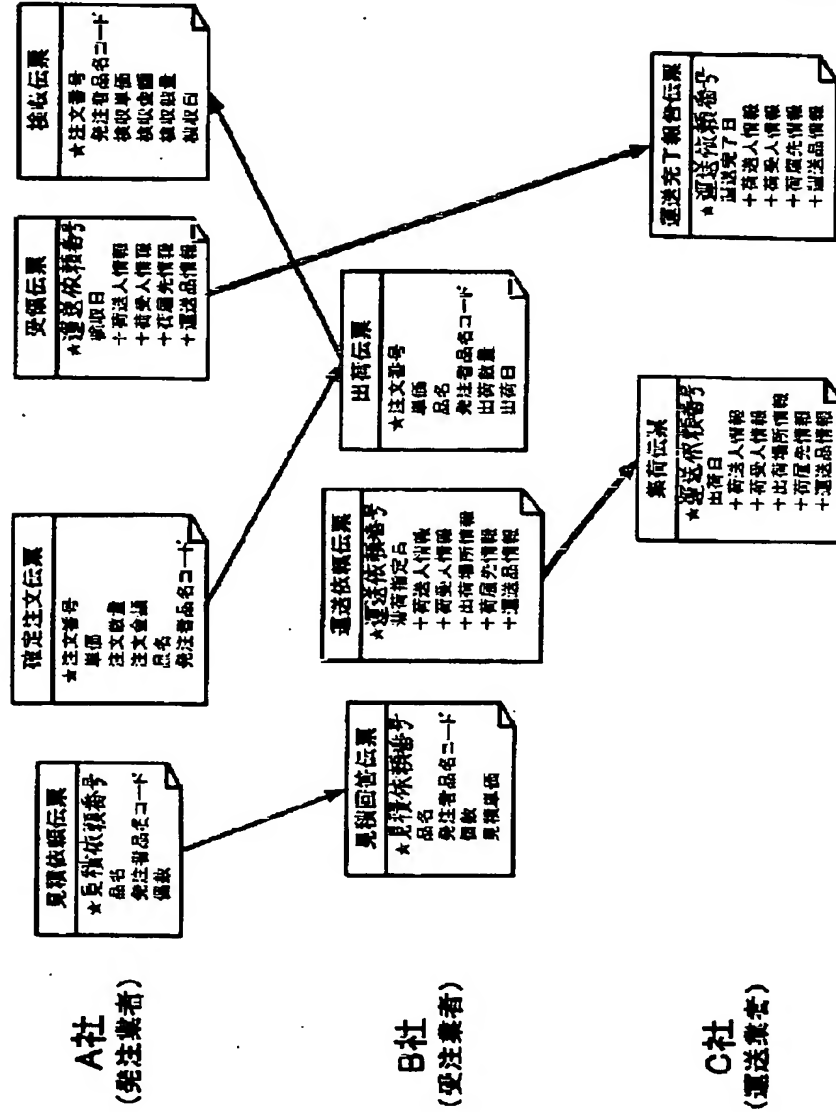 A社
(発注業者)
見積依頼伝票
★見積依頼番号
品名
発注者品名コード
個数
確定注文伝票
★注文番号
単価
注文数量
注文金額
品名
発注者品名コード
受領伝票
★運送依頼番号
領収日
＋荷送人情報
＋荷受人情報
＋荷届先情報
＋運送品情報
検収伝票
★注文番号
発注者品名コード
検収単価
検収金額
検収数量
検収日
B社
(受注業者)
見積回答伝票
★見積依頼番号
品名
発注者品名コード
個数
見積単価
運送依頼伝票
★運送依頼番号
＋荷送人情報
＋荷受人情報
＋出荷場所情報
＋荷届先情報
＋運送品情報
出荷伝票
★注文番号
単価
品名
発注者品名コード
出荷数量
出荷日
C社
(運送業者)
集荷伝票
★運送依頼番号
出荷日
＋荷送人情報
＋荷受人情報
＋出荷場所情報
＋荷届先情報
＋運送品情報
運送完了報告伝票
★運送依頼番号
運送完了日
＋荷送人情報
＋荷受人情報
＋荷届先情報
＋運送品情報